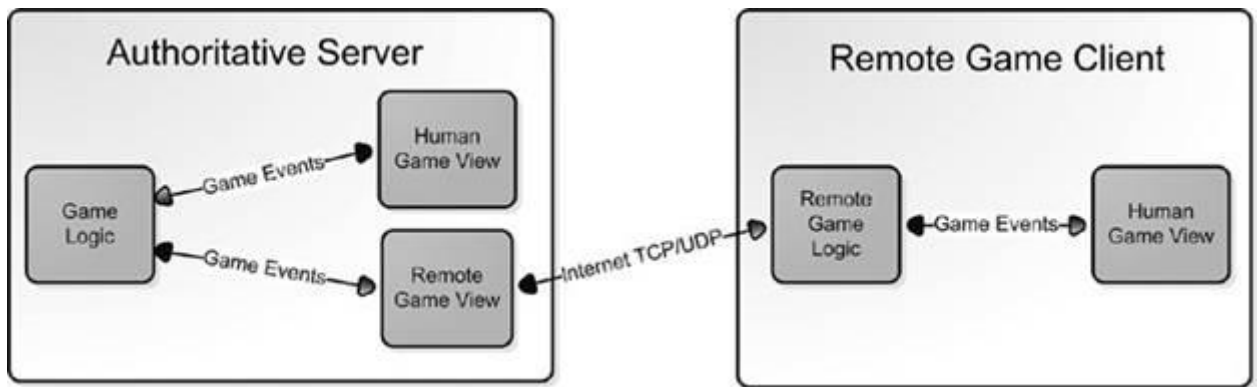 Authoritative Server
Human
Game View
Game Events
Game
Logic
Game Events
Remote
Game View
Internet TCP/UDP
Remote Game Client
Remote
Game
Logic
Game Events
Human
Game View